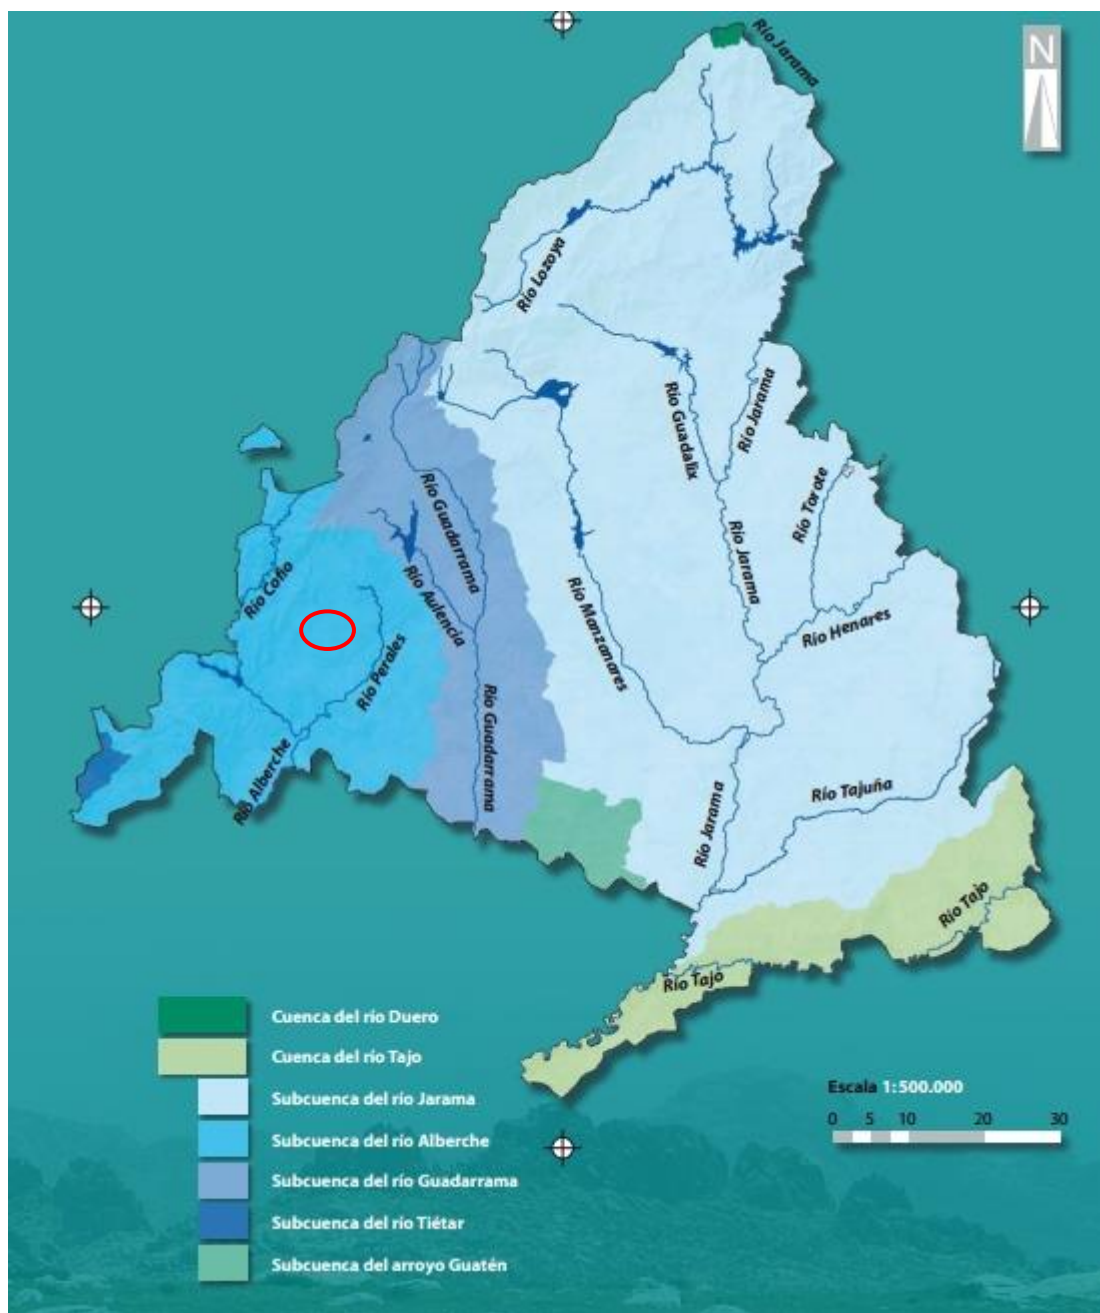 Río Jarama
N
Río Lozoya
Río Guadalix
Río Jarama
Río Guadarrama
Río Torote
Río Jarama
Río Cofio
Río Aulencia
Río Manzanares
Río Henares
Río Perales
Río Guadarrama
Río Alberche
Río Jarama
Río Tajuña
Río Tajo
Río Tajo
Cuenca del río Duero
Cuenca del río Tajo
Subcuenca del río Jarama
Subcuenca del río Alberche
Subcuenca del río Guadarrama
Subcuenca del río Tiétar
Subcuenca del arroyo Guatén
Escala 1:500.000
0 5 10 20 30